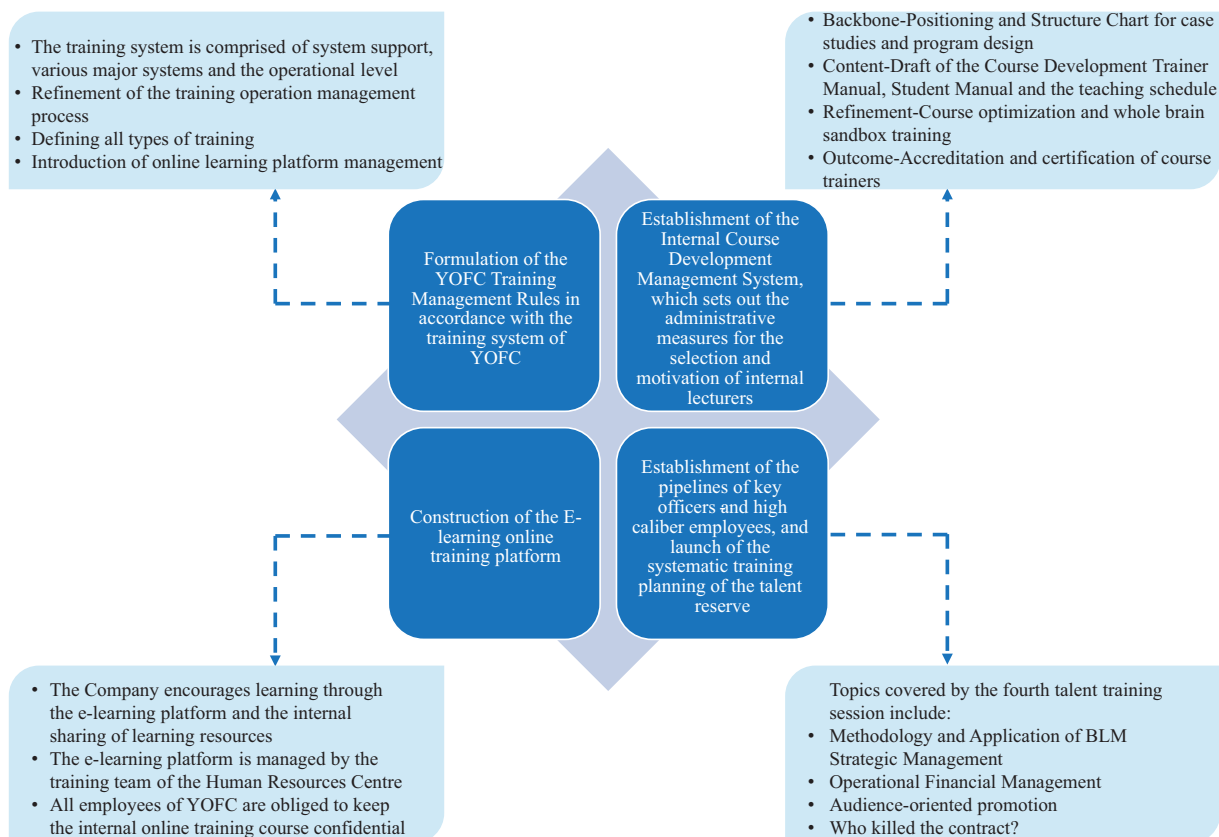 • The training system is comprised of system support,
various major systems and the operational level
• Refinement of the training operation management
process
• Defining all types of training
• Introduction of online learning platform management
• Backbone-Positioning and Structure Chart for case
studies and program design
• Content-Draft of the Course Development Trainer
Manual, Student Manual and the teaching schedule
• Refinement-Course optimization and whole brain
sandbox training
• Outcome-Accreditation and certification of course
trainers
Formulation of the
YOFC Training
Management Rules in
accordance with the
training system of
YOFC
Establishment of the
Internal Course
Development
Management System,
which sets out the
administrative
measures for the
selection and
motivation of internal
lecturers
Construction of the E-
learning online
training platform
Establishment of the
pipelines of key
officers and high
caliber employees, and
launch of the
systematic training
planning of the talent
reserve
• The Company encourages learning through
the e-learning platform and the internal
sharing of learning resources
• The e-learning platform is managed by the
training team of the Human Resources Centre
• All employees of YOFC are obliged to keep
the internal online training course confidential
Topics covered by the fourth talent training
session include:
• Methodology and Application of BLM
Strategic Management
• Operational Financial Management
• Audience-oriented promotion
• Who killed the contract?